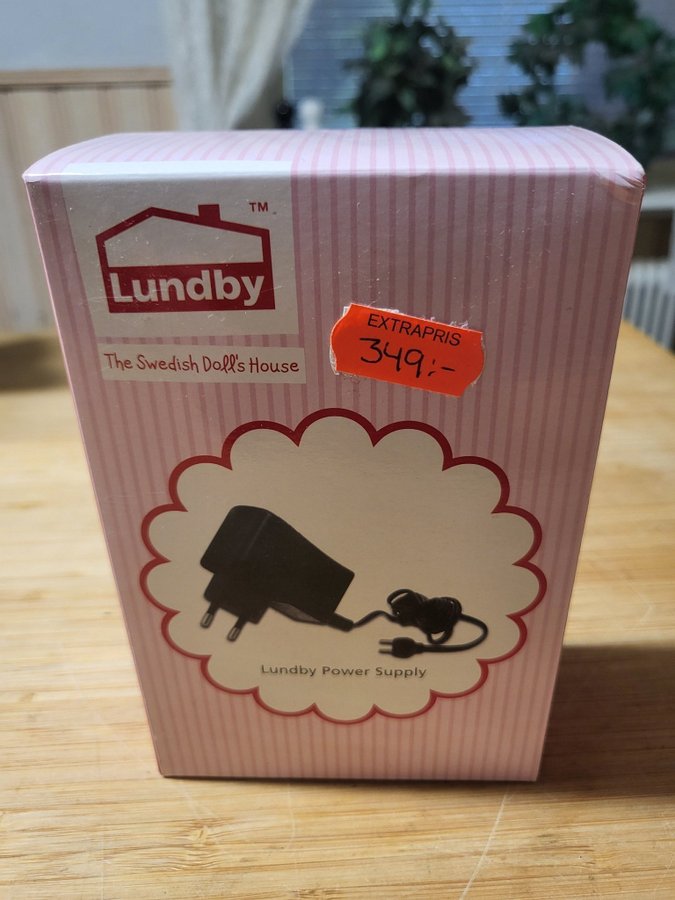 TM
Lundby
The Swedish Doll's House
EXTRAPRIS
349:-
Lundby Power Supply